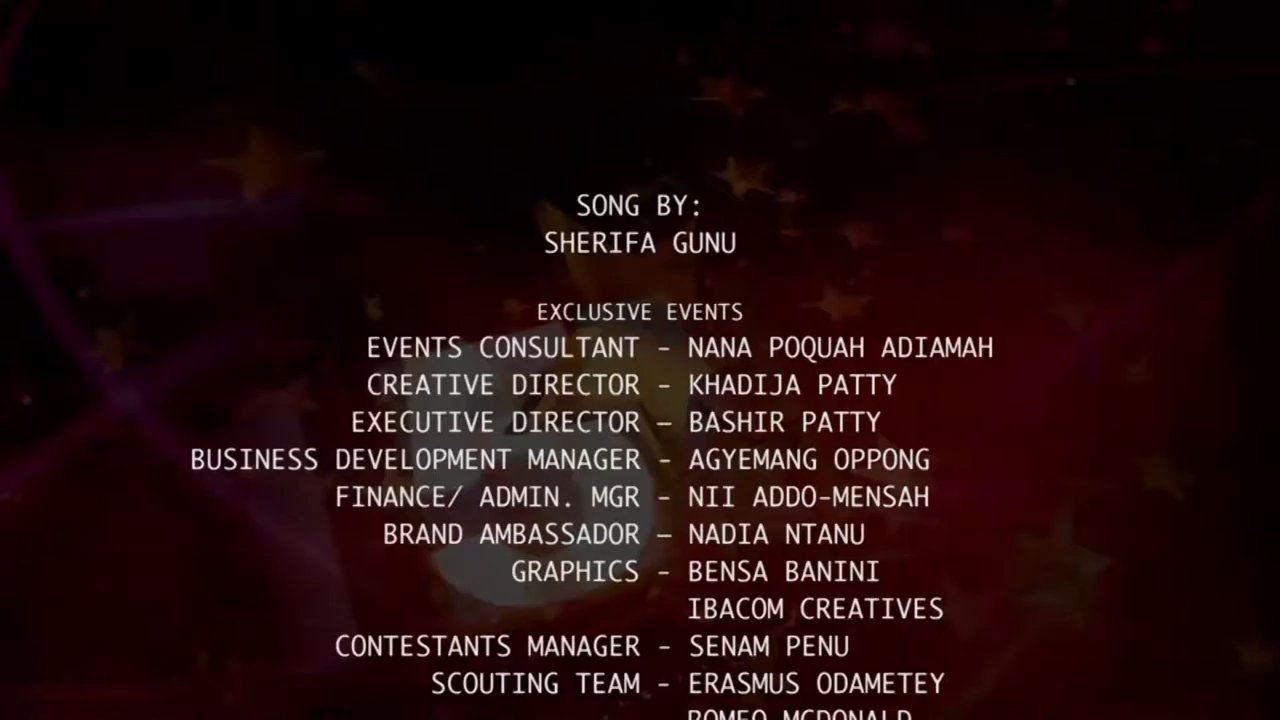 SONG BY:
SHERIFA GUNU
EXCLUSIVE EVENTS
EVENTS CONSULTANT - NANA POQUAH ADIAMAH
CREATIVE DIRECTOR - KHADIJA PATTY
EXECUTIVE DIRECTOR – BASHIR PATTY
BUSINESS DEVELOPMENT MANAGER - AGYEMANG OPPONG
FINANCE/ ADMIN. MGR - NII ADDO-MENSAH
BRAND AMBASSADOR – NADIA NTANU
GRAPHICS - BENSA BANINI
IBACOM CREATIVES
CONTESTANTS MANAGER - SENAM PENU
SCOUTING TEAM - ERASMUS ODAMETEY
ROMEO MCDONALD